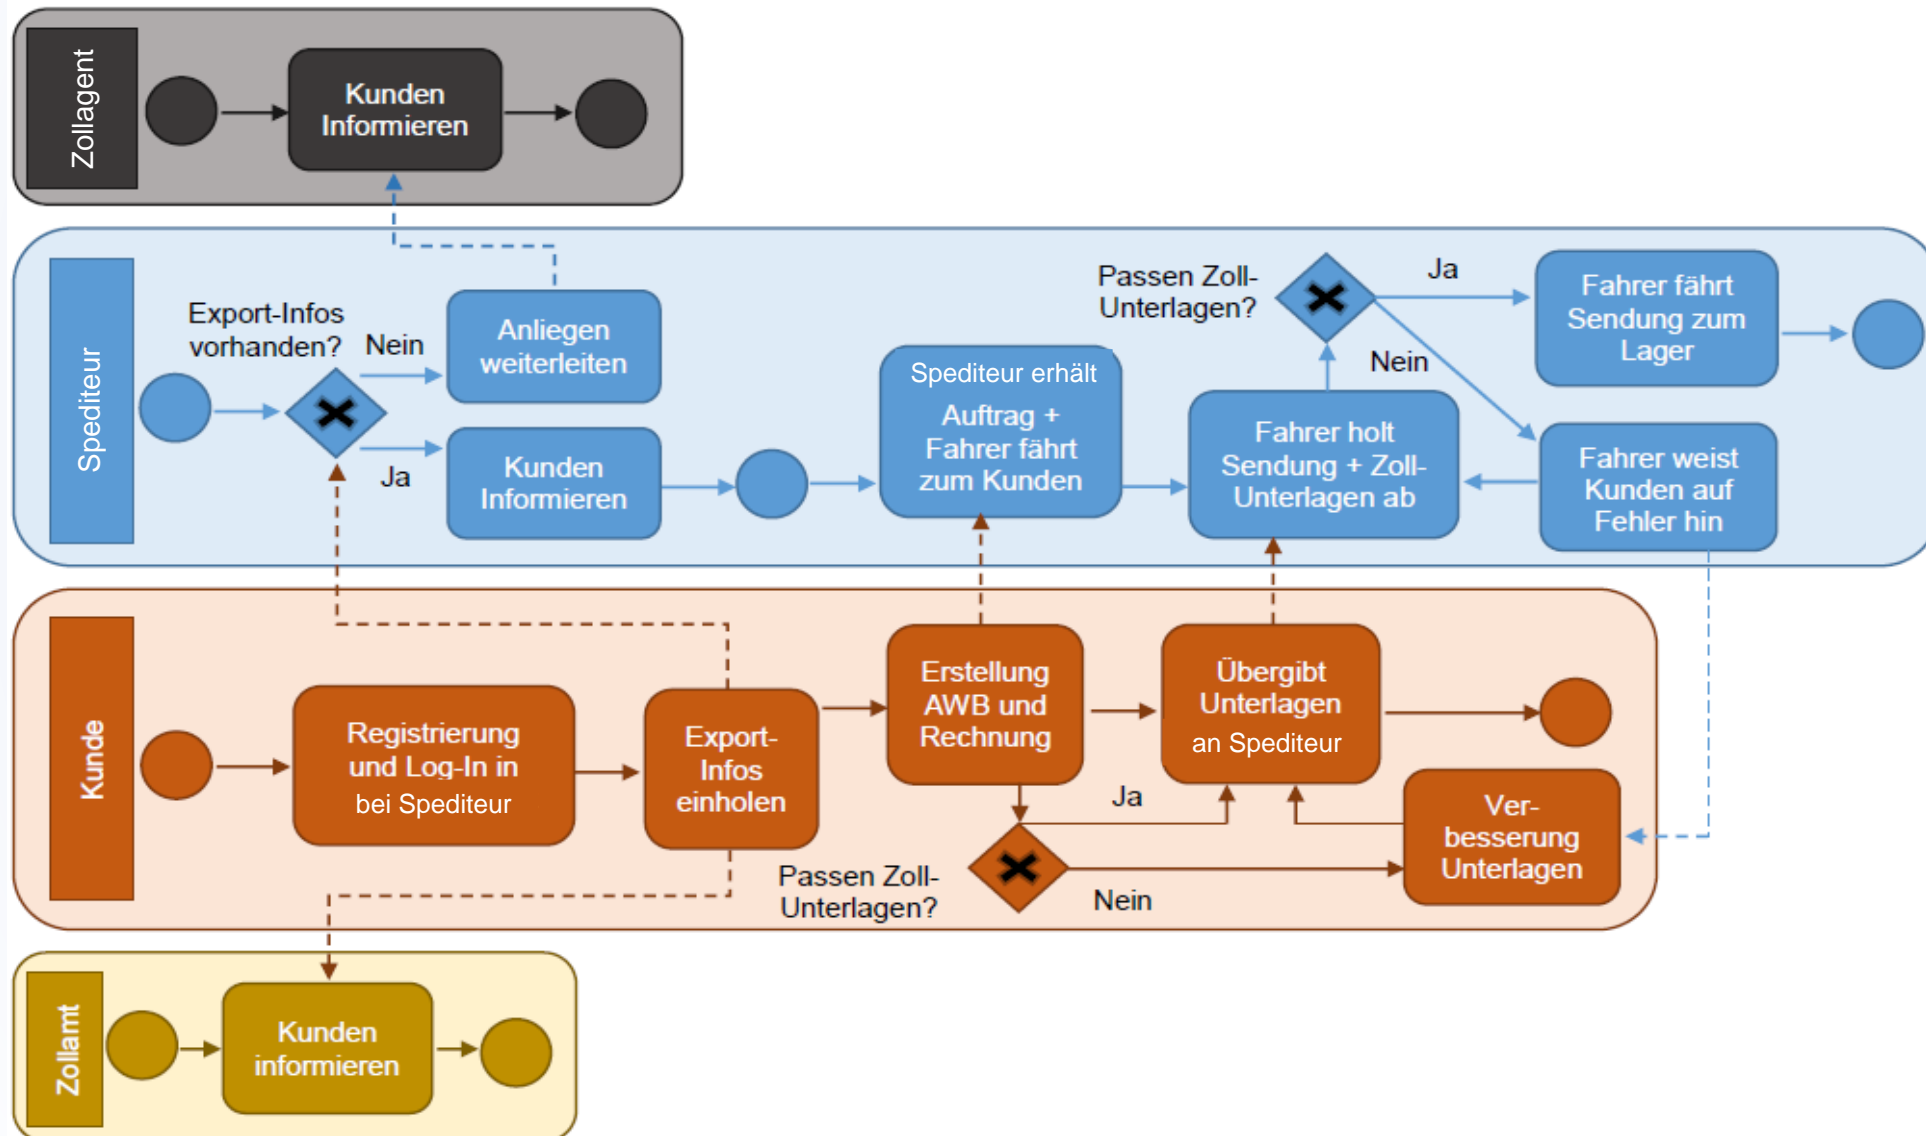 Zollagent
Kunden
Informieren
Spediteur
Export-Infos
vorhanden?
Nein
Ja
Anliegen
weiterleiten
Kunden
Informieren
Spediteur erhält
Auftrag +
Fahrer fährt
zum Kunden
Passen Zoll-
Unterlagen?
Ja
Nein
Fahrer holt
Sendung + Zoll-
Unterlagen ab
Fahrer fährt
Sendung zum
Lager
Fahrer weist
Kunden auf
Fehler hin
Kunde
Registrierung
und Log-In in
bei Spediteur
Export-
Infos
einholen
Erstellung
AWB und
Rechnung
Übergibt
Unterlagen
an Spediteur
Passen Zoll-
Unterlagen?
Ja
Nein
Ver-
besserung
Unterlagen
Zollamt
Kunden
informieren